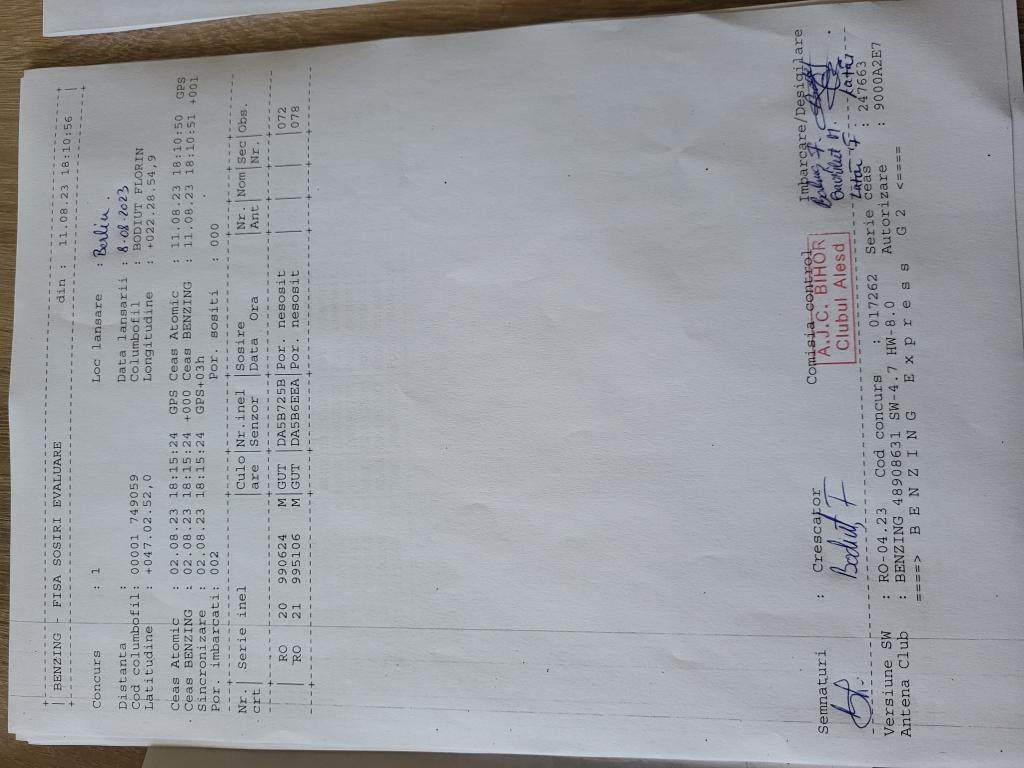 BENZING - FISA SOSIRI EVALUARE din : 11.08.23 18:10:56
Concurs : 1 Loc lansare : Berlin.
Distanta : Data lansarii : 8-08-2023
Cod columbofil: 00001 749059 Columbofil : BODIUT FLORIN
Latitudine : +047.02.52,0 Longitudine : +022.28.54,9
Ceas Atomic : 02.08.23 18:15:24 GPS Ceas Atomic : 11.08.23 18:10:50 GPS
Ceas BENZING : 02.08.23 18:15:24 +000 Ceas BENZING : 11.08.23 18:10:51 +001
Sincronizare : 02.08.23 18:15:24 GPS+03h
Por. imbarcati: 002 Por. sositi : 000
Nr.| Serie inel |Culo|Nr.inel |Sosire |Nr. |Nom|Sec|Obs.
crt| |are |Senzor |Data Ora |Ant | |Nr.|
| RO 20 990624 M|GUT |DA5B725B|Por. nesosit | | | |072
| RO 21 995106 M|GUT |DA5B6EEA|Por. nesosit | | | |078
Semnaturi : Crescator Comisia control Imbarcare/Desigilare
Bodiut F
A.J.C. BIHOR
Clubul Alesd
Versiune SW : RO-04.23 Cod concurs : 017262 Serie ceas : 247663
Antena Club : BENZING 48908631 SW-4.7 HW-8.0 Autorizare : 9000A2E7
====> B E N Z I N G E x p r e s s G 2 <====